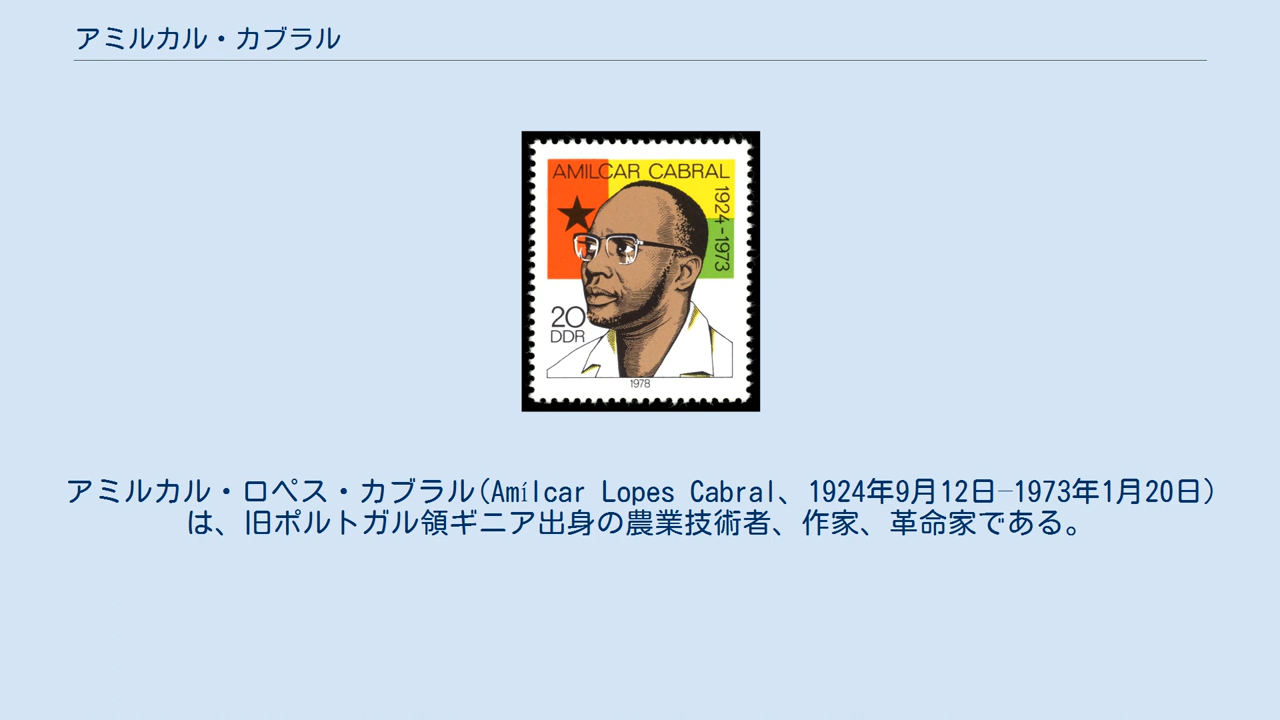 アミルカル・カブラル
AMILCAR CABRAL
1924-1973
20
DDR
1978
アミルカル・ロペス・カブラル(Amílcar Lopes Cabral、1924年9月12日–1973年1月20日)
は、旧ポルトガル領ギニア出身の農業技術者、作家、革命家である。